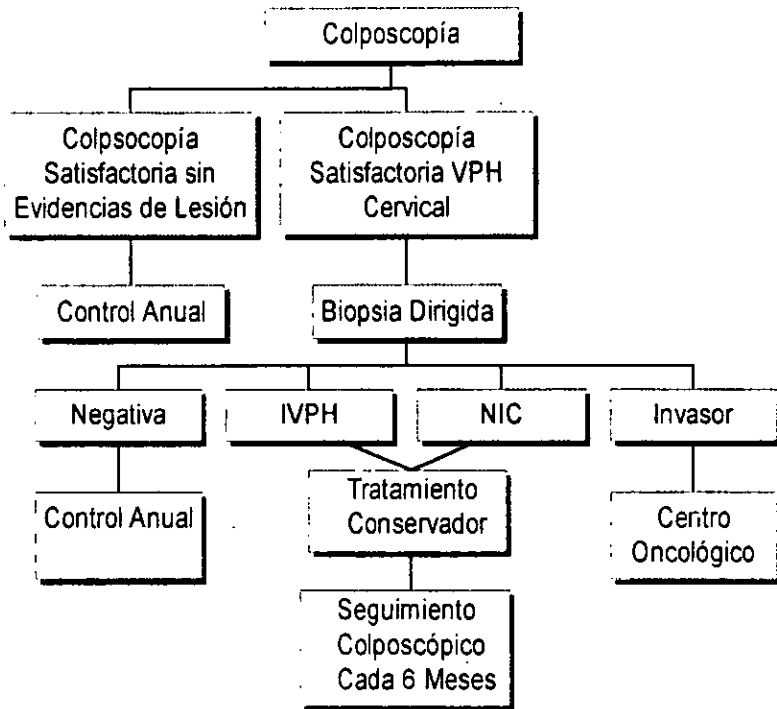 Colposcopía
Colpsocopía
Satisfactoria sin
Evidencias de Lesión
Colposcopía
Satisfactoria VPH
Cervical
Control Anual
Biopsia Dirigida
Negativa
IVPH
NIC
Invasor
Control Anual
Tratamiento
Conservador
Centro
Oncológico
Seguimiento
Colposcópico
Cada 6 Meses